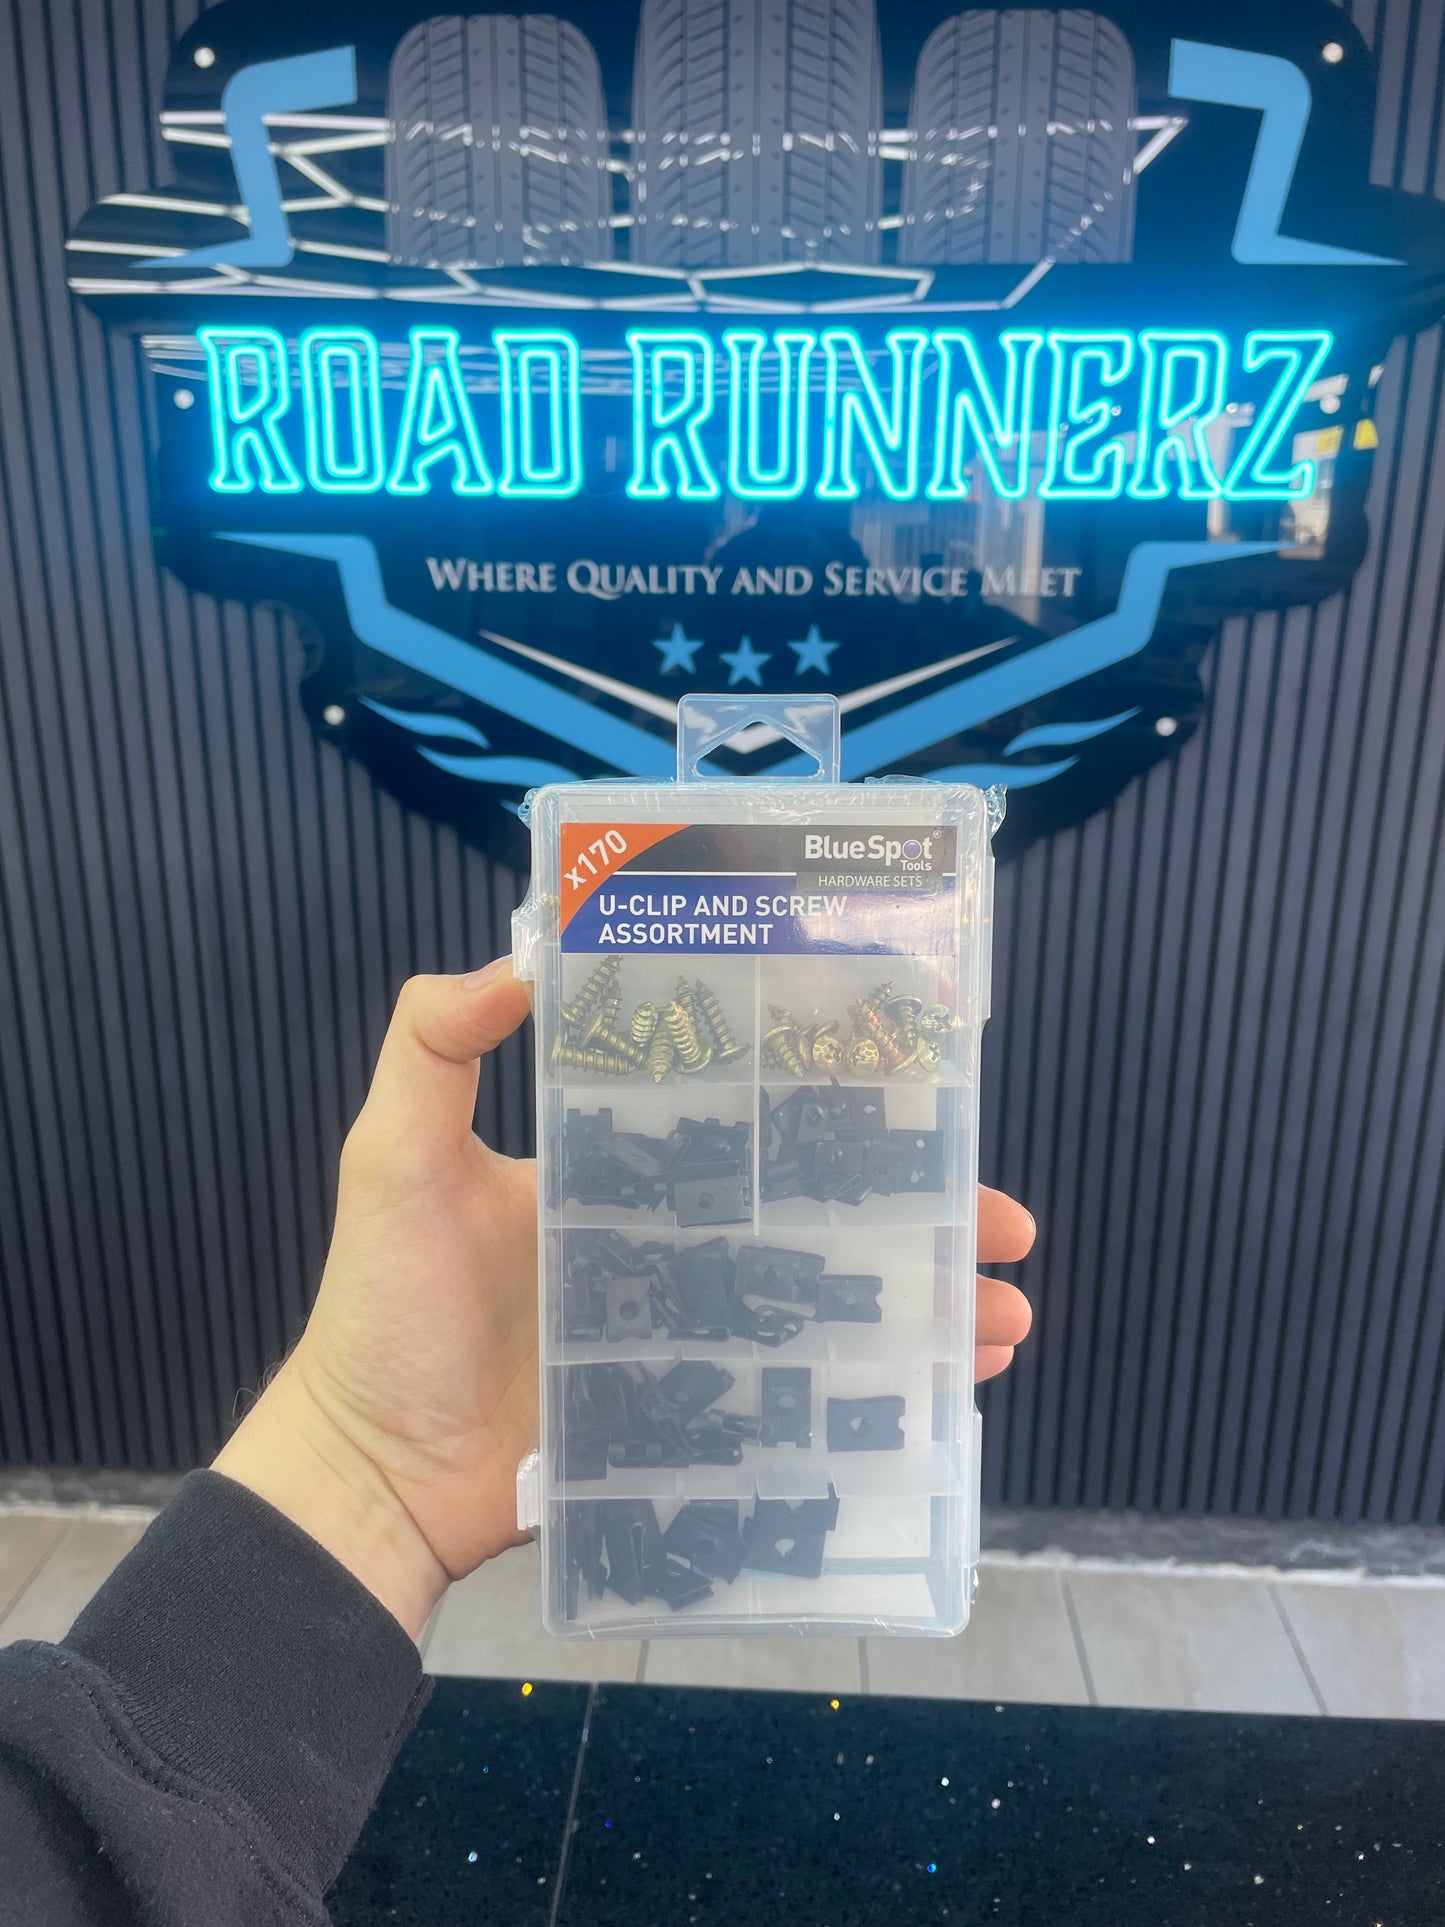 ROAD RUNNERZ
WHERE QUALITY AND SERVICE MEET
x170
BlueSpot®
Tools
HARDWARE SETS
U-CLIP AND SCREW
ASSORTMENT